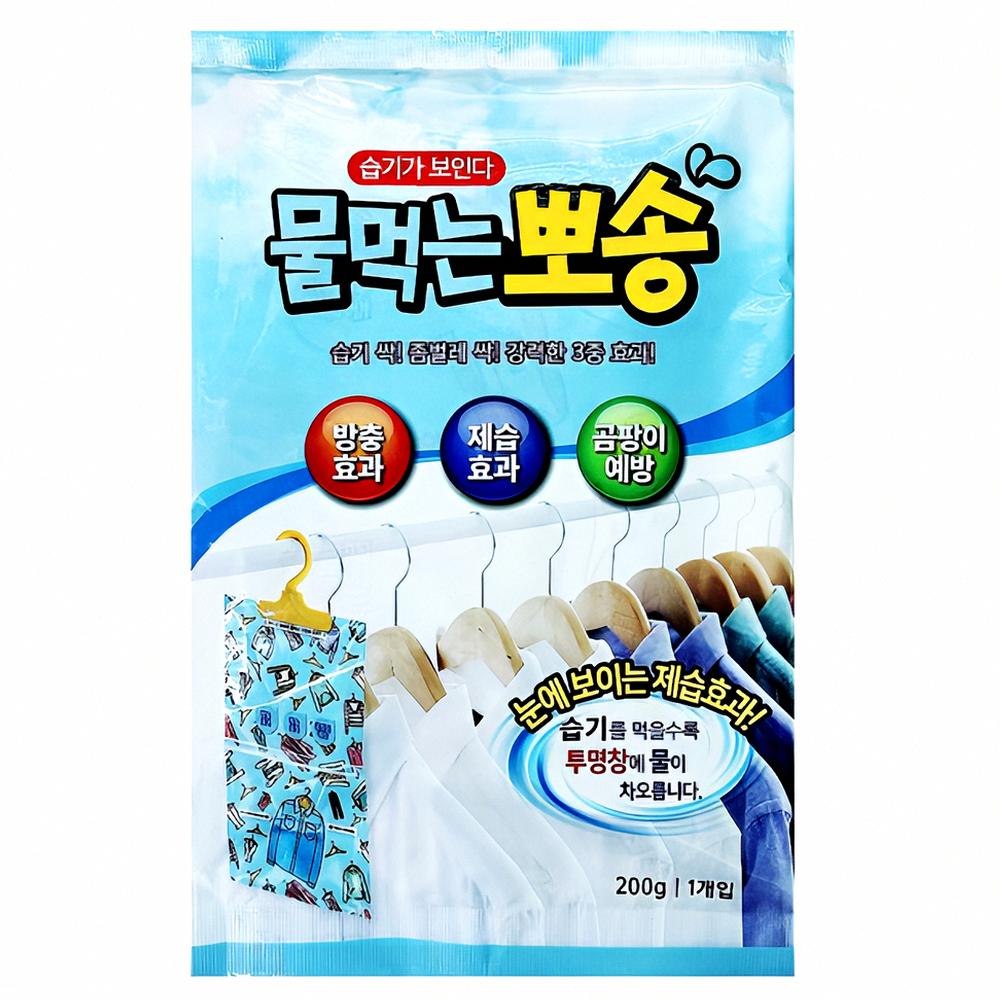 습기가 보인다
물먹는 뽀송
습기 싹! 좀벌레 싹! 강력한 3중 효과!
방충
효과
제습
효과
곰팡이
예방
눈에 보이는 제습효과!
습기를 먹을수록
투명창에 물이
차오릅니다.
200g | 1개입